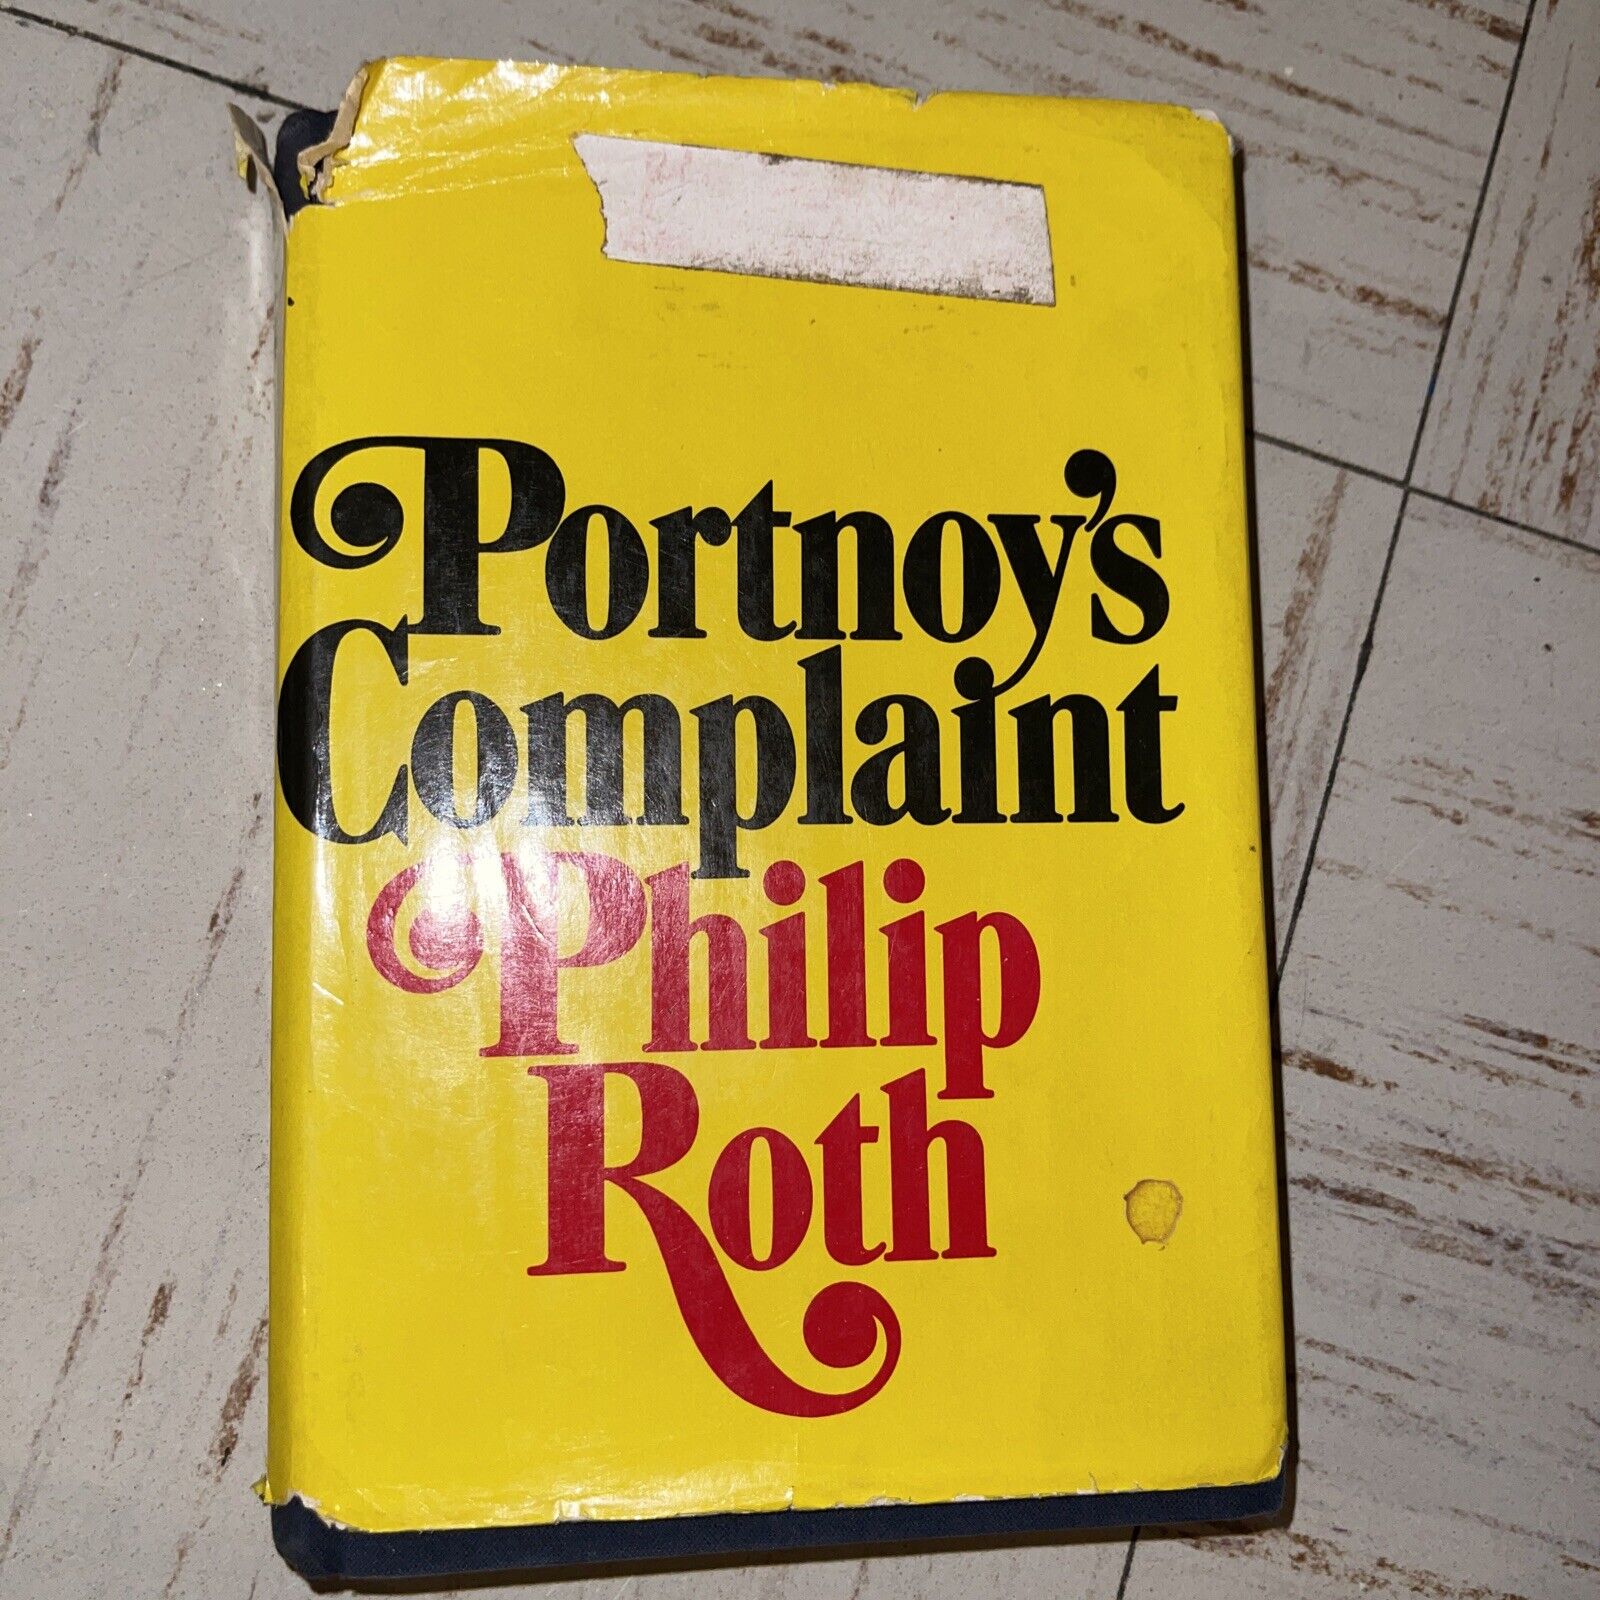 Portnoy's
Complaint
Philip
Roth